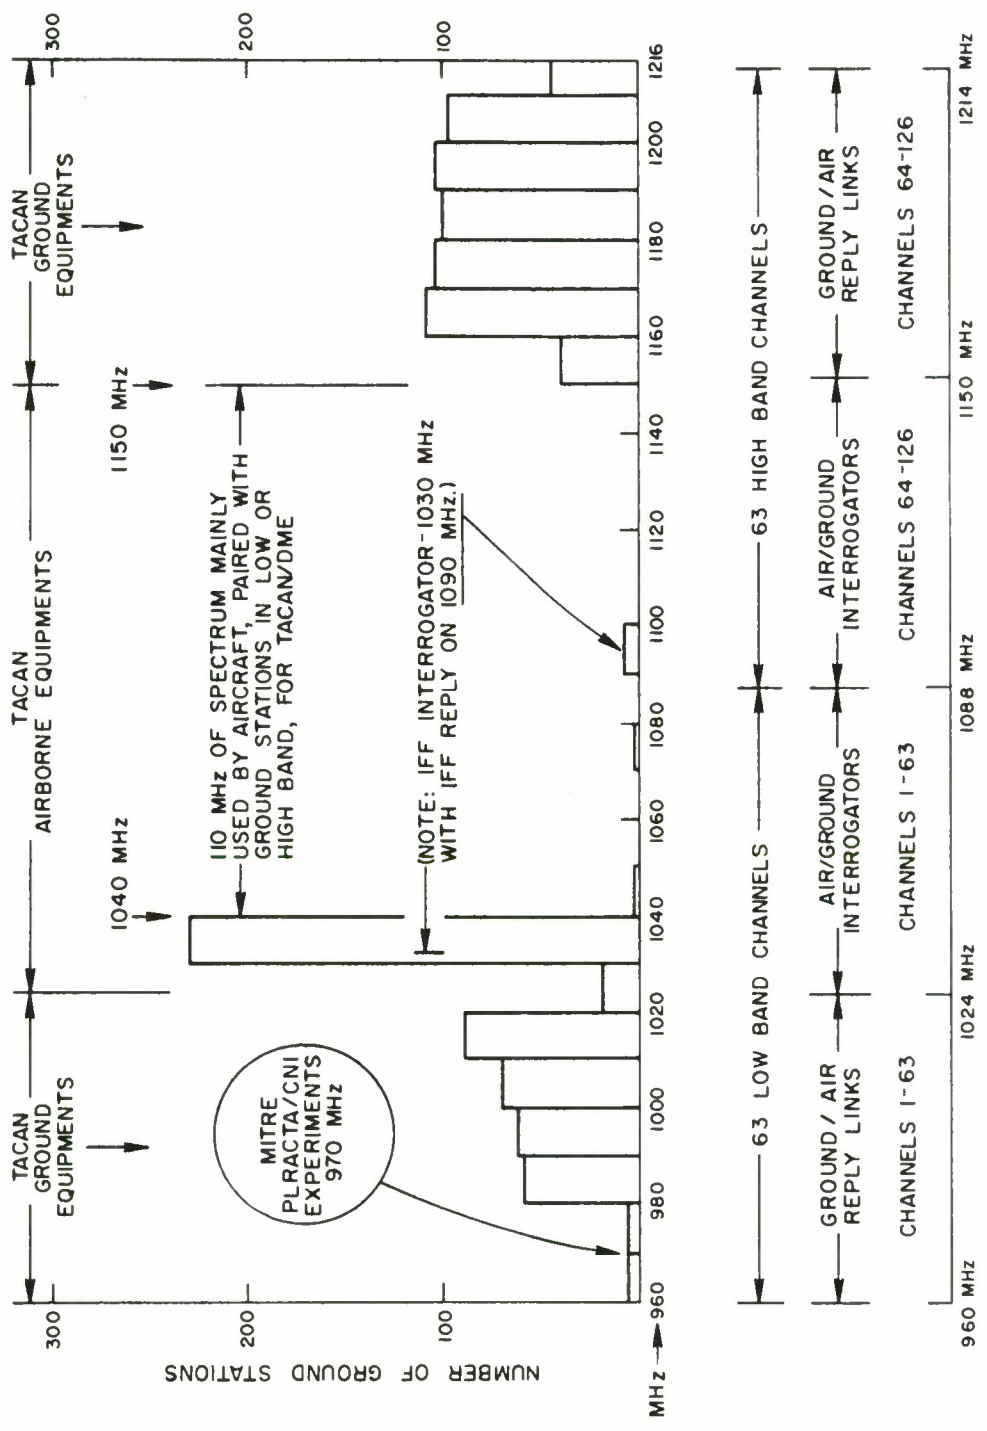 TACAN
GROUND
EQUIPMENTS
TACAN
AIRBORNE EQUIPMENTS
TACAN
GROUND
EQUIPMENTS
1040 MHz
1150 MHz
NUMBER OF GROUND STATIONS
300
200
100
300
200
100
MITRE
PLRACTA/CNI
EXPERIMENTS
970 MHz
110 MHz OF SPECTRUM MAINLY
USED BY AIRCRAFT, PAIRED WITH
GROUND STATIONS IN LOW OR
HIGH BAND, FOR TACAN/DME
(NOTE: IFF INTERROGATOR-1030 MHz
WITH IFF REPLY ON 1090 MHz.)
MHz 960 980 1000 1020 1040 1060 1080 1100 1120 1140 1160 1180 1200 1216
63 LOW BAND CHANNELS
63 HIGH BAND CHANNELS
GROUND/ AIR
REPLY LINKS
AIR/GROUND
INTERROGATORS
AIR/GROUND
INTERROGATORS
GROUND/AIR
REPLY LINKS
CHANNELS 1-63
CHANNELS 1-63
CHANNELS 64-126
CHANNELS 64-126
960 MHz
1024 MHz
1088 MHz
1150 MHz
1214 MHz